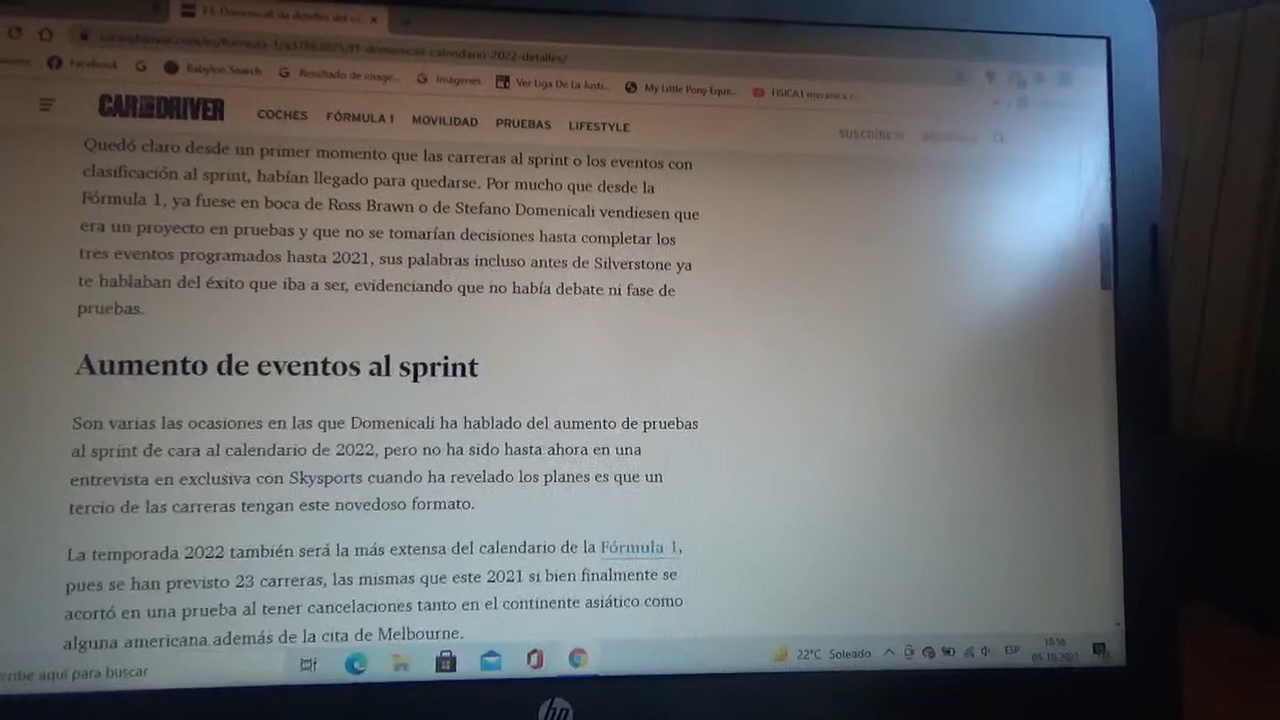 F1: Domenicali da detalles del
domenicali-calendario-2022-detalles/
Facebook
Babylon Search
Resultado de image...
Imágenes
Ver Liga De La Justi...
My Little Pony Eque...
FISICA1 mecanica
CAR AND DRIVER
COCHES FÓRMULA 1 MOVILIDAD PRUEBAS LIFESTYLE
SUSCRÍBETE
Quedó claro desde un primer momento que las carreras al sprint o los eventos con
clasificación al sprint, habían llegado para quedarse. Por mucho que desde la
Fórmula 1, ya fuese en boca de Ross Brawn o de Stefano Domenicali vendiesen que
era un proyecto en pruebas y que no se tomarían decisiones hasta completar los
tres eventos programados hasta 2021, sus palabras incluso antes de Silverstone ya
te hablaban del éxito que iba a ser, evidenciando que no había debate ni fase de
pruebas.
Aumento de eventos al sprint
Son varias las ocasiones en las que Domenicali ha hablado del aumento de pruebas
al sprint de cara al calendario de 2022, pero no ha sido hasta ahora en una
entrevista en exclusiva con Skysports cuando ha revelado los planes es que un
tercio de las carreras tengan este novedoso formato.
La temporada 2022 también será la más extensa del calendario de la Fórmula 1,
pues se han previsto 23 carreras, las mismas que este 2021 si bien finalmente se
acortó en una prueba al tener cancelaciones tanto en el continente asiático como
alguna americana además de la cita de Melbourne.
ribe aquí para buscar
22°C Soleado
ESP
hp